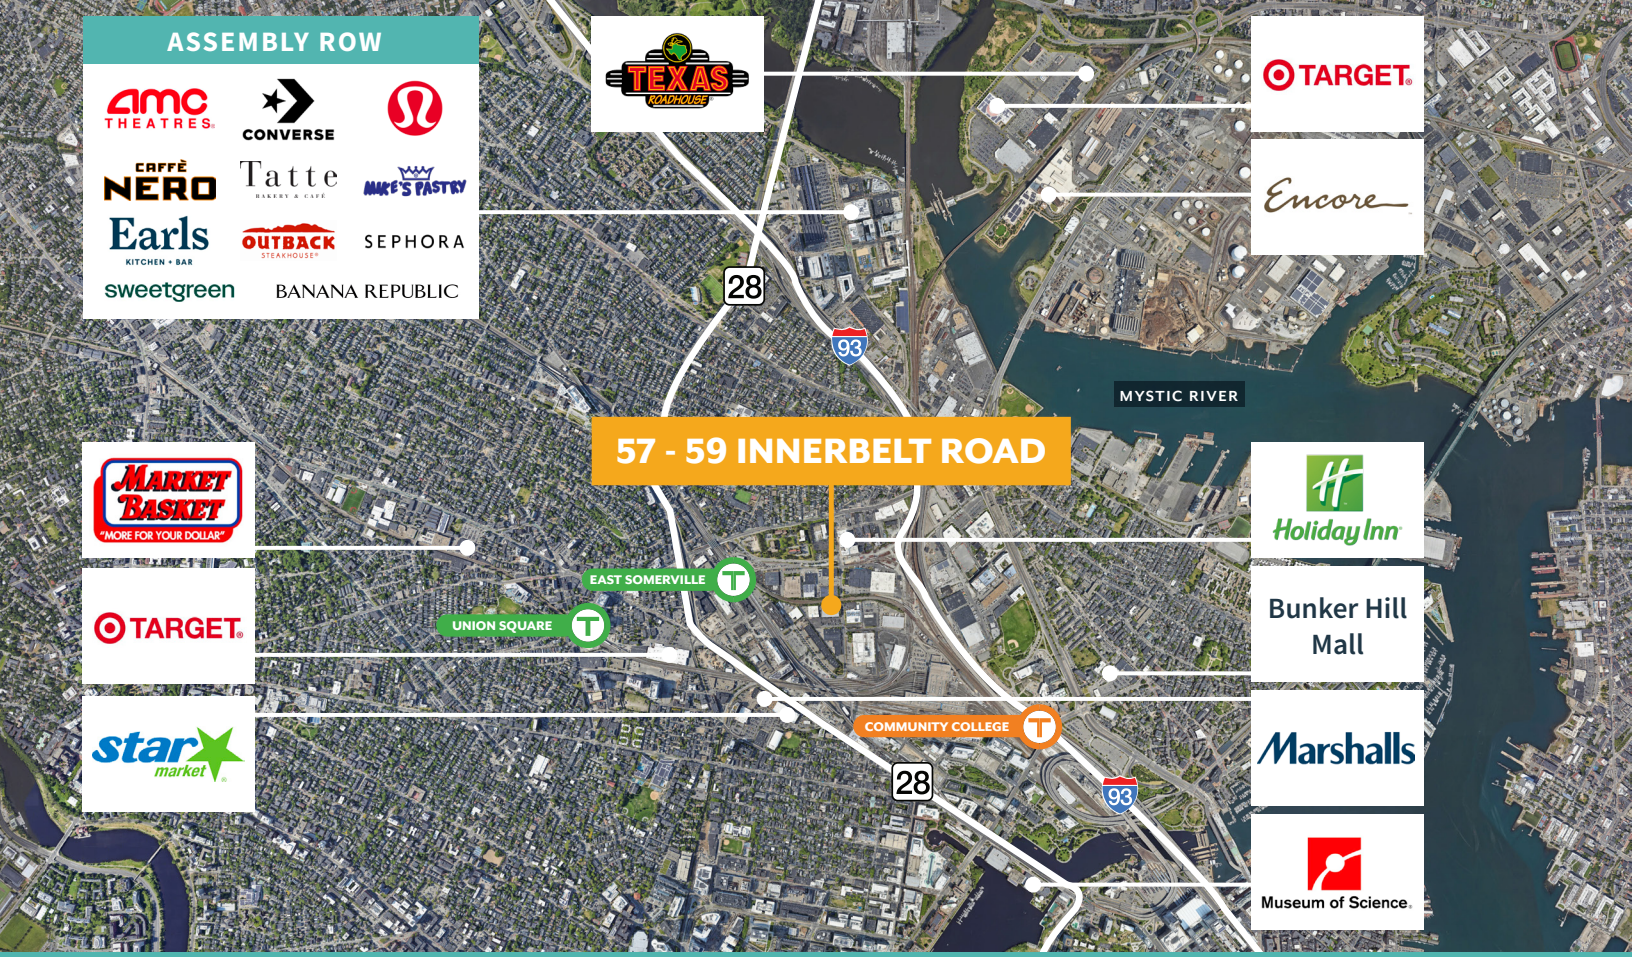 ASSEMBLY ROW
amc
THEATRES
CONVERSE
CAFFÈ
NERO
Tatte
BAKERY & CAFÉ
MIKE'S PASTRY
Earls
KITCHEN + BAR
OUTBACK
STEAKHOUSE®
SEPHORA
sweetgreen
BANANA REPUBLIC
TEXAS
ROADHOUSE
TARGET
Encore
28
93
MYSTIC RIVER
57 - 59 INNERBELT ROAD
MARKET
BASKET
"MORE FOR YOUR DOLLAR"
TARGET
star
market
EAST SOMERVILLE
T
UNION SQUARE
T
COMMUNITY COLLEGE
T
28
93
Holiday Inn
Bunker Hill
Mall
Marshalls
Museum of Science